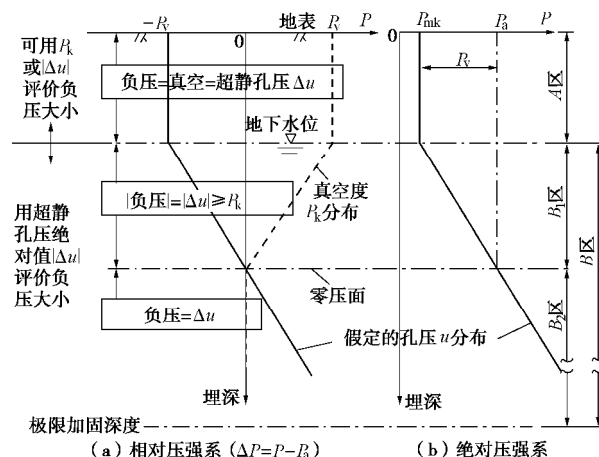 -Pv 地表 Pv P
0
可用Pk
或|Δu|
评价负
压大小
负压=真空=超静孔压Δu
地下水位
|负压|=|Δu|≥Pk
真空度
Pk分布
用超静
孔压绝
对值|Δu|
评价负
压大小
零压面
负压=Δu
假定的孔压u分布
埋深
极限加固深度
(a)相对压强系(ΔP=P-Pa)
Pmk Pa P
0
Pv
A区
B1区
B区
B2区
埋深
(b)绝对压强系